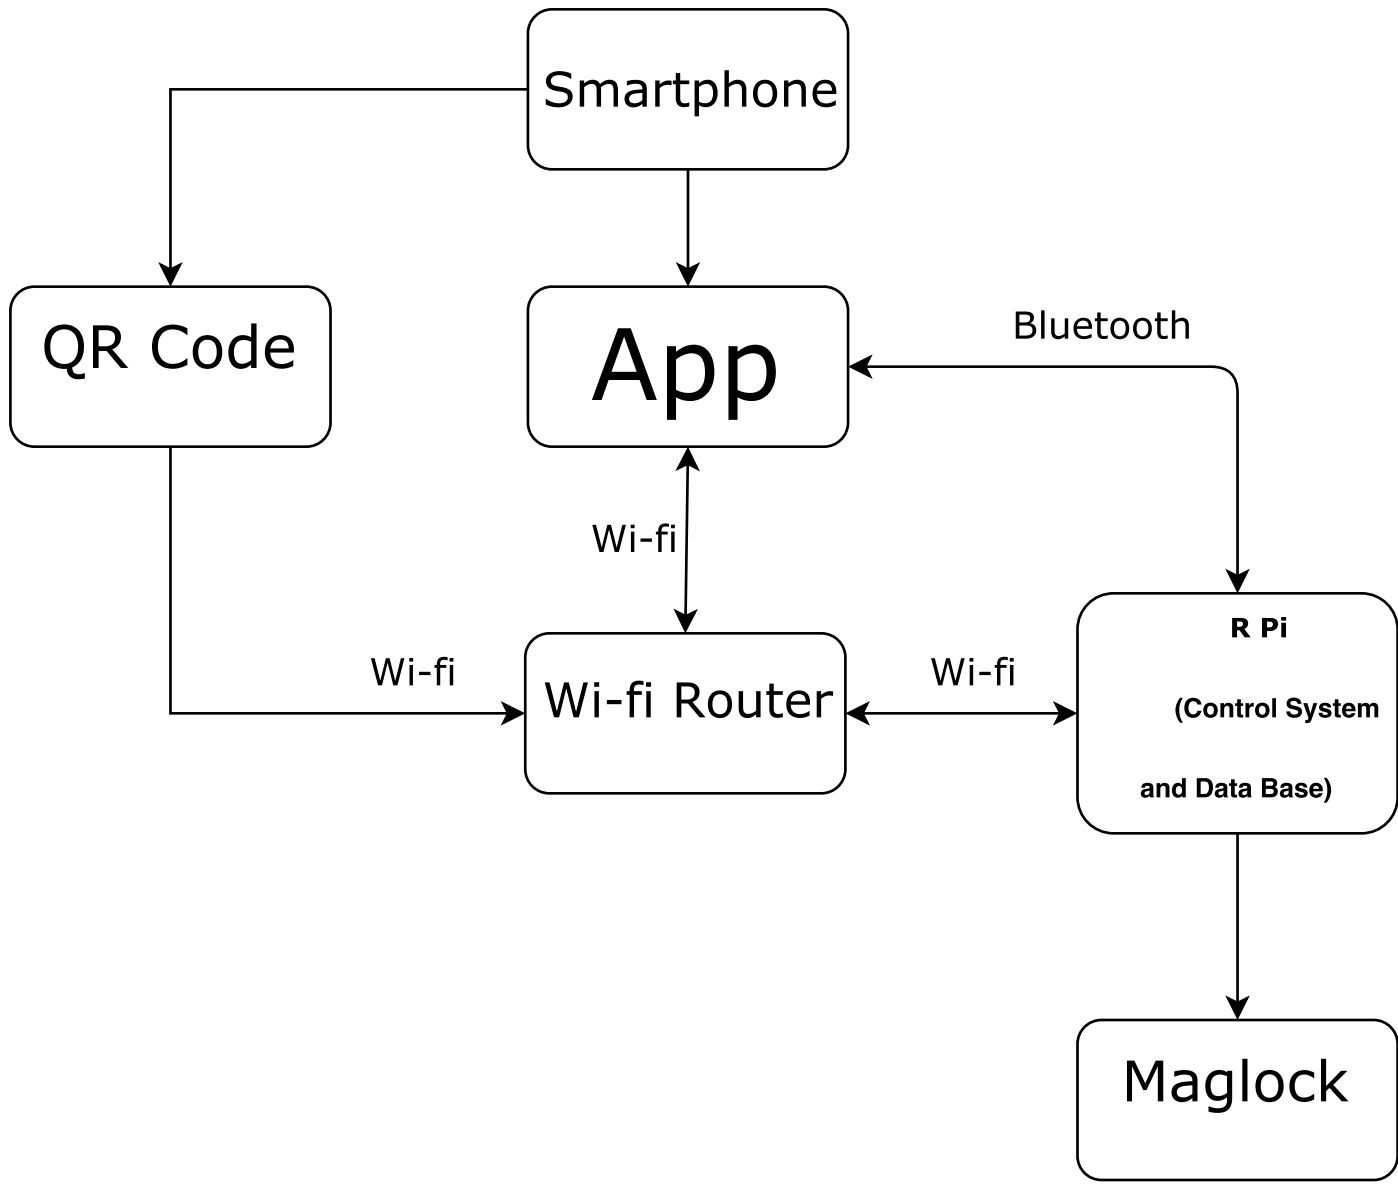 Smartphone
QR Code
App
Bluetooth
Wi-fi
Wi-fi
Wi-fi Router
Wi-fi
R Pi
(Control System
and Data Base)
Maglock